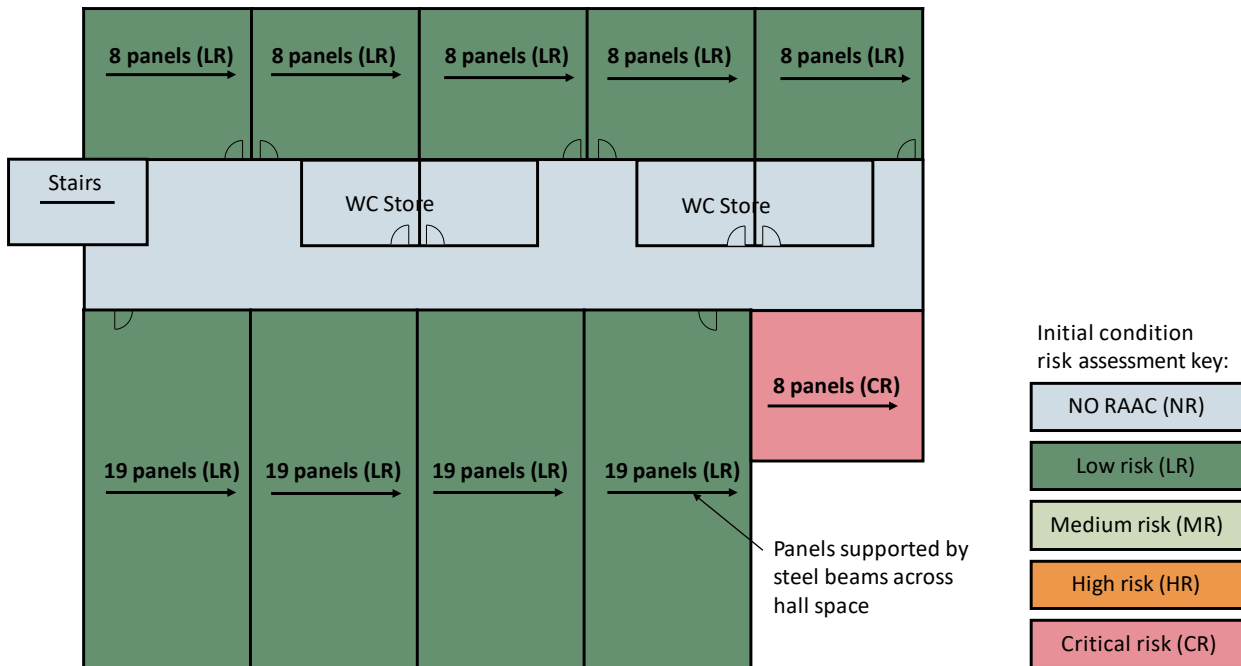 8 panels (LR)
8 panels (LR)
8 panels (LR)
8 panels (LR)
8 panels (LR)
Stairs
WC Store
WC Store
8 panels (CR)
19 panels (LR)
19 panels (LR)
19 panels (LR)
19 panels (LR)
Panels supported by
steel beams across
hall space
Initial condition
risk assessment key:
NO RAAC (NR)
Low risk (LR)
Medium risk (MR)
High risk (HR)
Critical risk (CR)